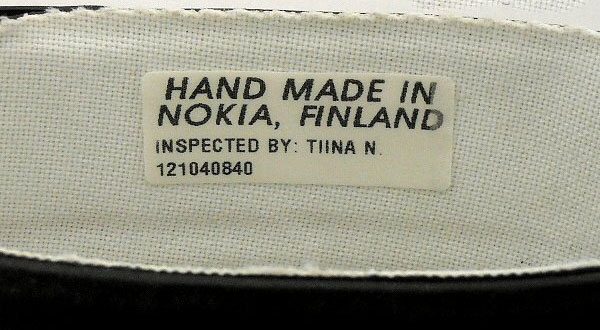 HAND MADE IN
NOKIA, FINLAND
INSPECTED BY: TIINA N.
121040840